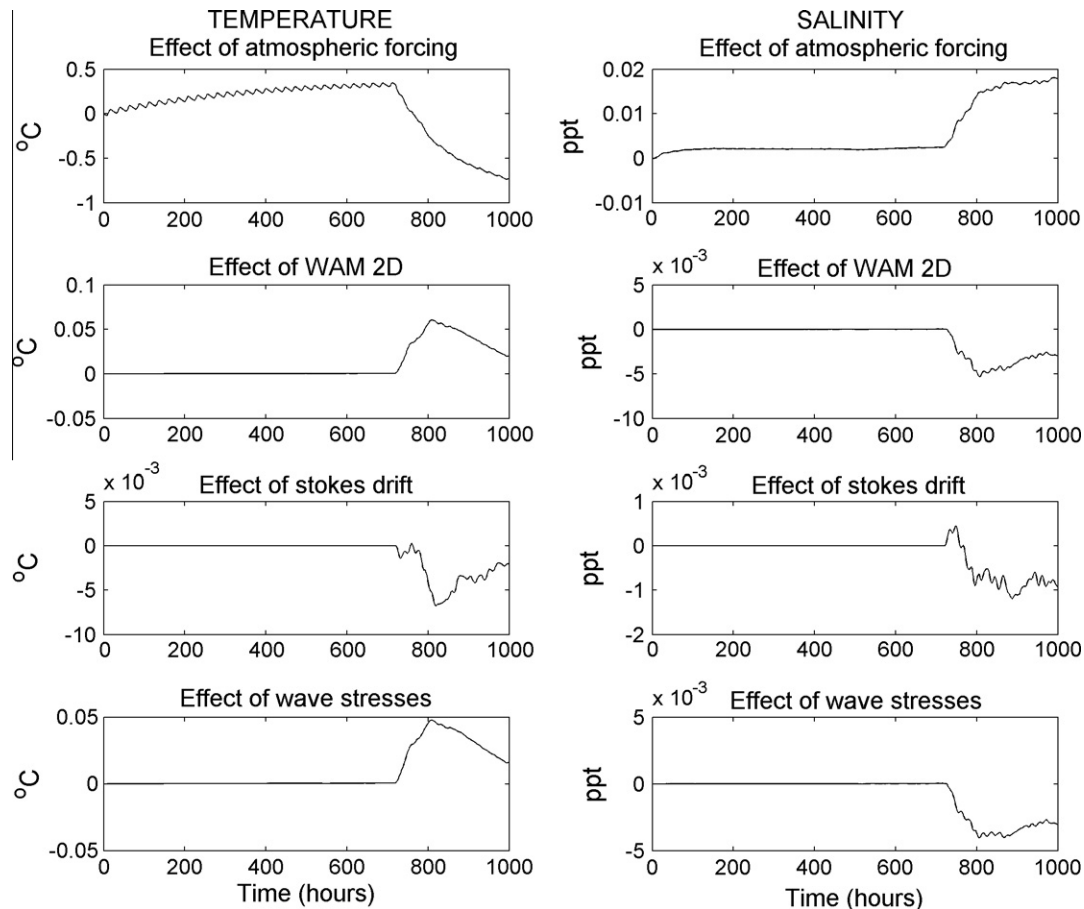 TEMPERATURE
Effect of atmospheric forcing
0.5
0
-0.5
-1
°C
0 200 400 600 800 1000
SALINITY
Effect of atmospheric forcing
0.02
0.01
0
-0.01
ppt
0 200 400 600 800 1000
Effect of WAM 2D
0.1
0.05
0
-0.05
°C
0 200 400 600 800 1000
x 10⁻³
Effect of WAM 2D
5
0
-5
-10
ppt
0 200 400 600 800 1000
x 10⁻³
Effect of stokes drift
5
0
-5
-10
°C
0 200 400 600 800 1000
x 10⁻³
Effect of stokes drift
1
0
-1
-2
ppt
0 200 400 600 800 1000
Effect of wave stresses
0.05
0
-0.05
°C
0 200 400 600 800 1000
Time (hours)
x 10⁻³
Effect of wave stresses
5
0
-5
ppt
0 200 400 600 800 1000
Time (hours)